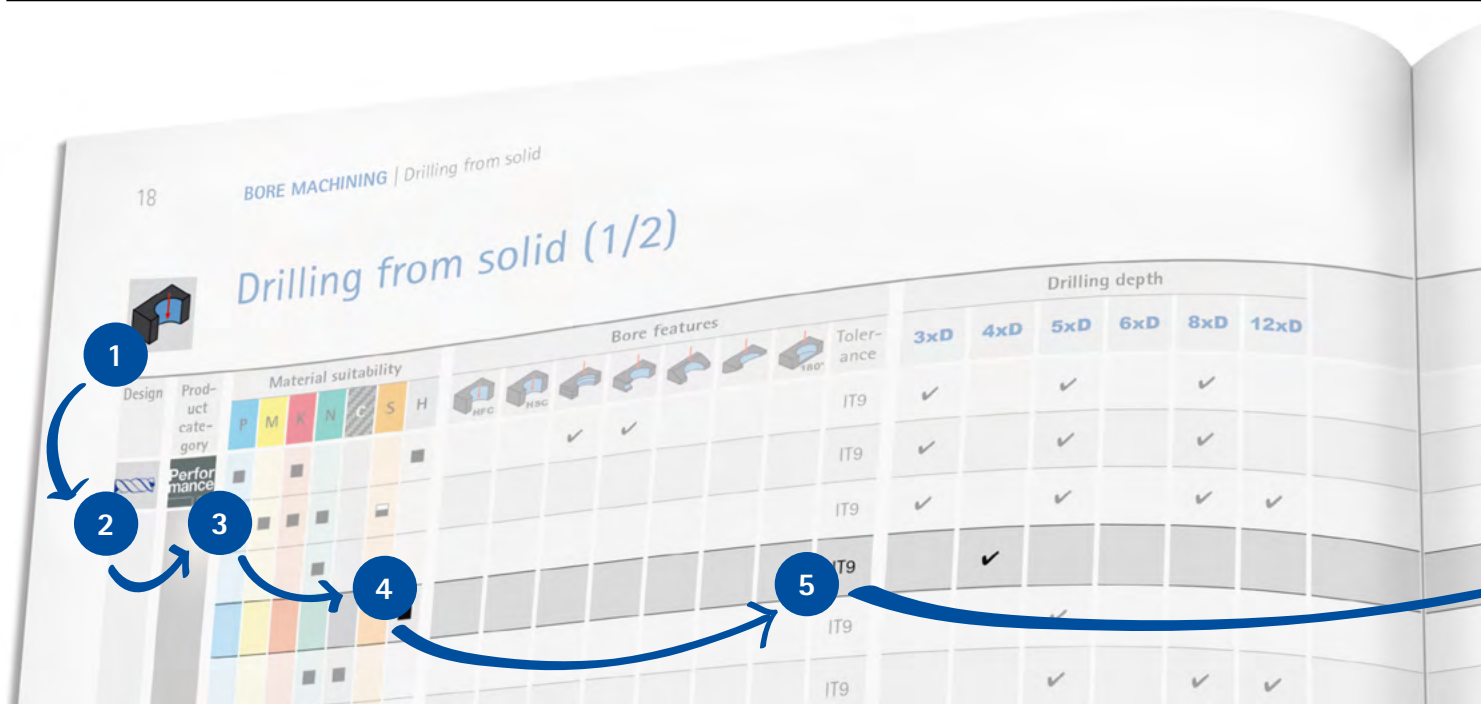 18
BORE MACHINING | Drilling from solid
Drilling from solid (1/2)
1
Design
Prod-
uct
cate-
gory
Material suitability
P M K N C S H
Bore features
HFC HSC 180°
Toler-
ance
Drilling depth
3xD 4xD 5xD 6xD 8xD 12xD
✔ ✔ ✔
IT9 ✔ ✔ ✔
Perfor
mance
IT9 ✔ ✔ ✔
2
3
IT9 ✔ ✔ ✔ ✔
4
5
IT9 ✔
IT9 ✔
IT9 ✔ ✔ ✔